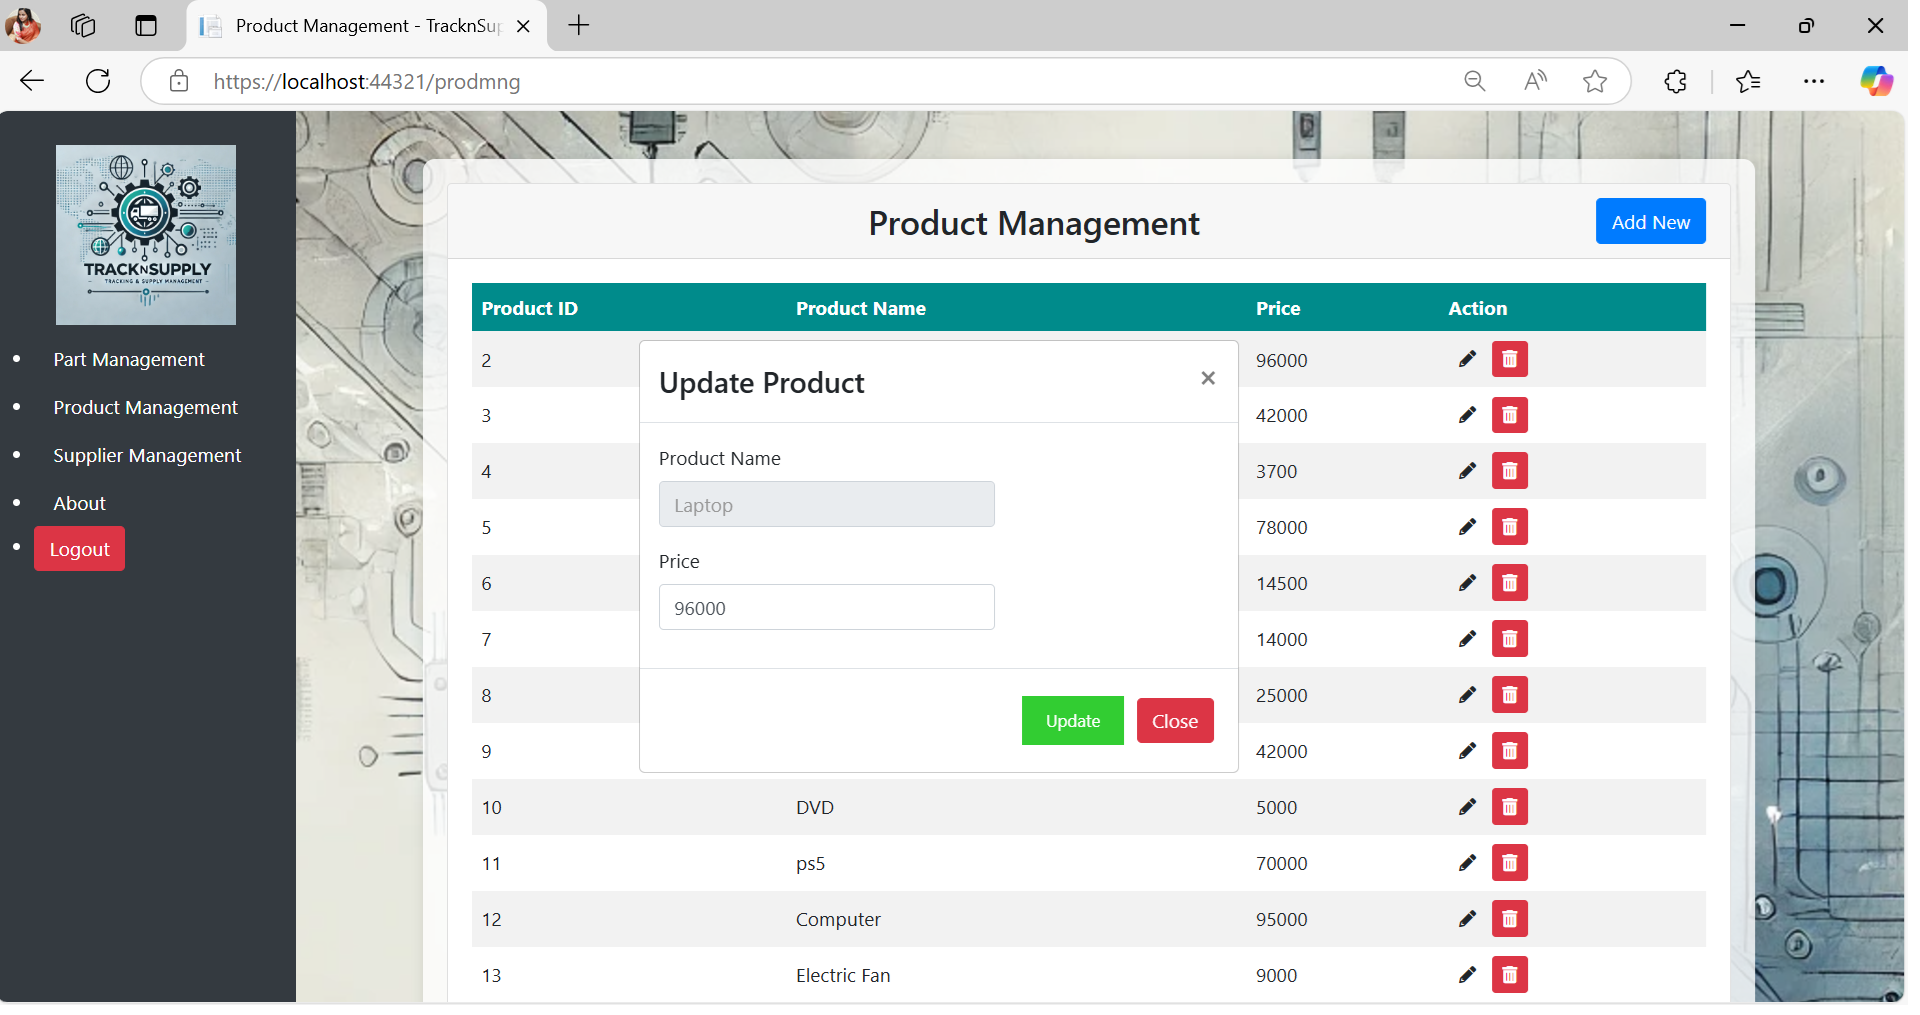 Product Management - TracknSup
https://localhost:44321/prodmng
TRACKNSUPPLY
TRACKING & SUPPLY MANAGEMENT
Part Management
Product Management
Supplier Management
About
Logout
Product Management
Add New
Product ID Product Name Price Action
2 96000
3 42000
4 3700
5 78000
6 14500
7 14000
8 25000
9 42000
Update Product ×
Product Name
Laptop
Price
96000
Update Close
10 DVD 5000
11 ps5 70000
12 Computer 95000
13 Electric Fan 9000